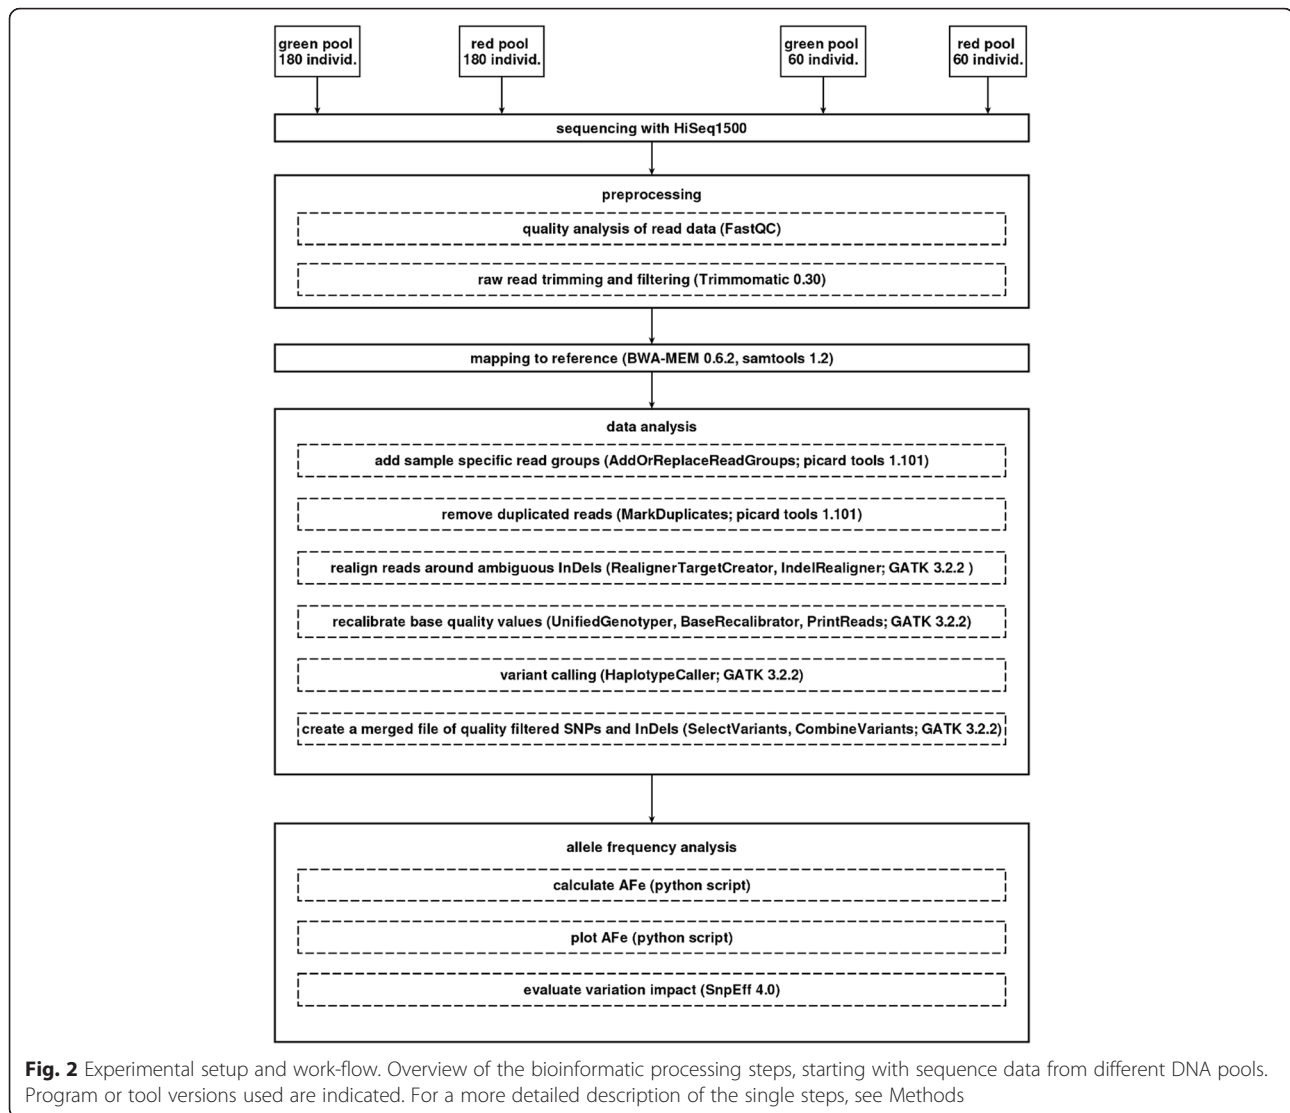 green pool
180 individ.
red pool
180 individ.
green pool
60 individ.
red pool
60 individ.
sequencing with HiSeq1500
preprocessing
quality analysis of read data (FastQC)
raw read trimming and filtering (Trimmomatic 0.30)
mapping to reference (BWA-MEM 0.6.2, samtools 1.2)
data analysis
add sample specific read groups (AddOrReplaceReadGroups; picard tools 1.101)
remove duplicated reads (MarkDuplicates; picard tools 1.101)
realign reads around ambiguous InDels (RealignerTargetCreator, IndelRealigner; GATK 3.2.2 )
recalibrate base quality values (UnifiedGenotyper, BaseRecalibrator, PrintReads; GATK 3.2.2)
variant calling (HaplotypeCaller; GATK 3.2.2)
create a merged file of quality filtered SNPs and InDels (SelectVariants, CombineVariants; GATK 3.2.2)
allele frequency analysis
calculate AFe (python script)
plot AFe (python script)
evaluate variation impact (SnpEff 4.0)
Fig. 2 Experimental setup and work-flow. Overview of the bioinformatic processing steps, starting with sequence data from different DNA pools.
Program or tool versions used are indicated. For a more detailed description of the single steps, see Methods